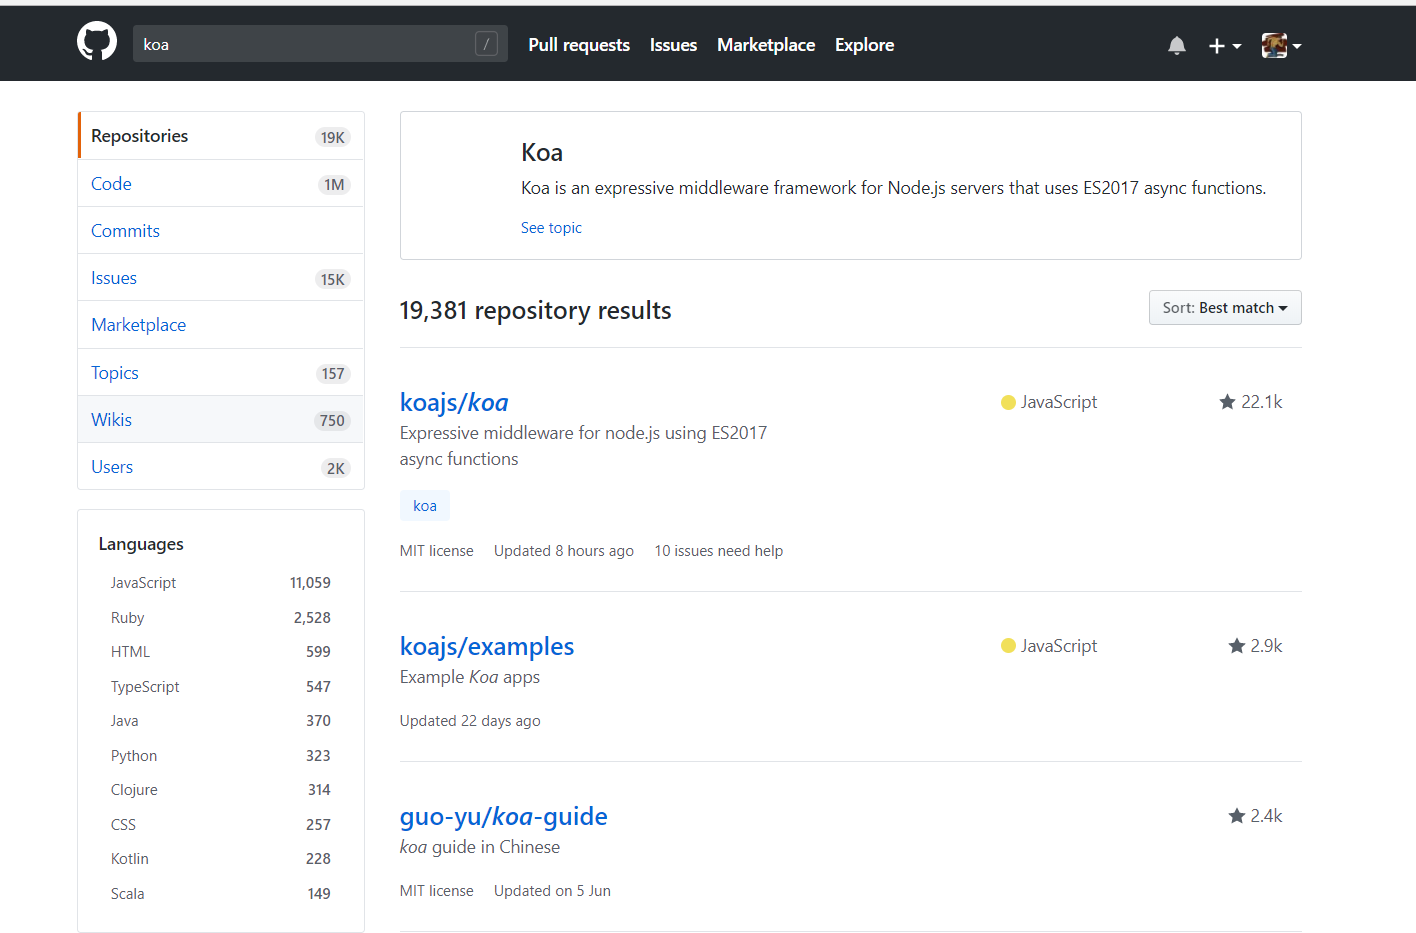 koa /
Pull requests Issues Marketplace Explore
Repositories 19K
Code 1M
Commits
Issues 15K
Marketplace
Topics 157
Wikis 750
Users 2K
Languages
JavaScript 11,059
Ruby 2,528
HTML 599
TypeScript 547
Java 370
Python 323
Clojure 314
CSS 257
Kotlin 228
Scala 149
Koa
Koa is an expressive middleware framework for Node.js servers that uses ES2017 async functions.
See topic
19,381 repository results
Sort: Best match
koajs/koa JavaScript 22.1k
Expressive middleware for node.js using ES2017
async functions
koa
MIT license Updated 8 hours ago 10 issues need help
koajs/examples JavaScript 2.9k
Example Koa apps
Updated 22 days ago
guo-yu/koa-guide 2.4k
koa guide in Chinese
MIT license Updated on 5 Jun